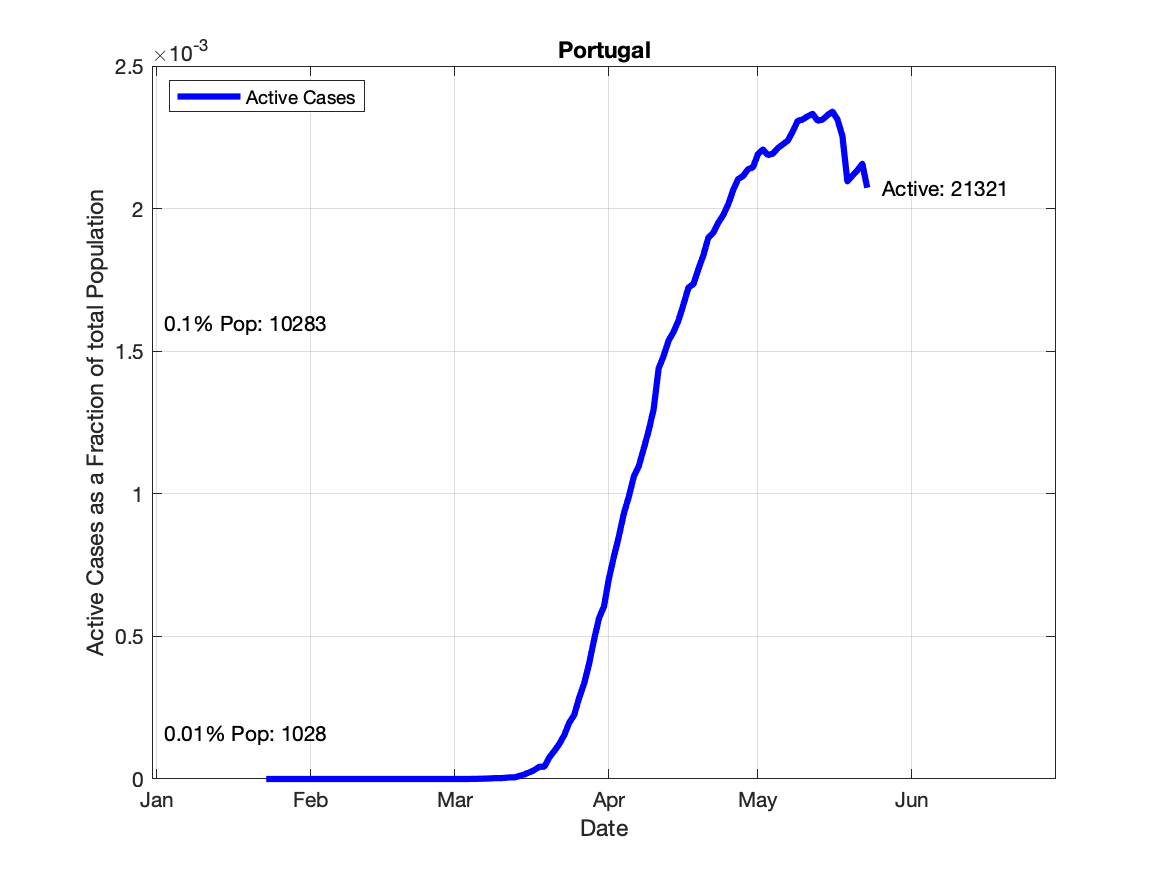 Portugal
×10-3
2.5
2
1.5
1
0.5
0
Active Cases
Active: 21321
0.1% Pop: 10283
0.01% Pop: 1028
Active Cases as a Fraction of total Population
Jan Feb Mar Apr May Jun
Date